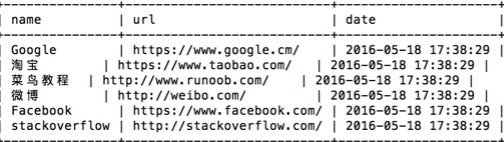 +---------------+---------------------------+---------------------+
| name | url | date |
+---------------+---------------------------+---------------------+
| Google | https://www.google.cm/ | 2016-05-18 17:38:29 |
| 淘宝 | https://www.taobao.com/ | 2016-05-18 17:38:29 |
| 菜鸟教程 | http://www.runoob.com/ | 2016-05-18 17:38:29 |
| 微博 | http://weibo.com/ | 2016-05-18 17:38:29 |
| Facebook | https://www.facebook.com/ | 2016-05-18 17:38:29 |
| stackoverflow | http://stackoverflow.com/ | 2016-05-18 17:38:29 |
+---------------+---------------------------+---------------------+